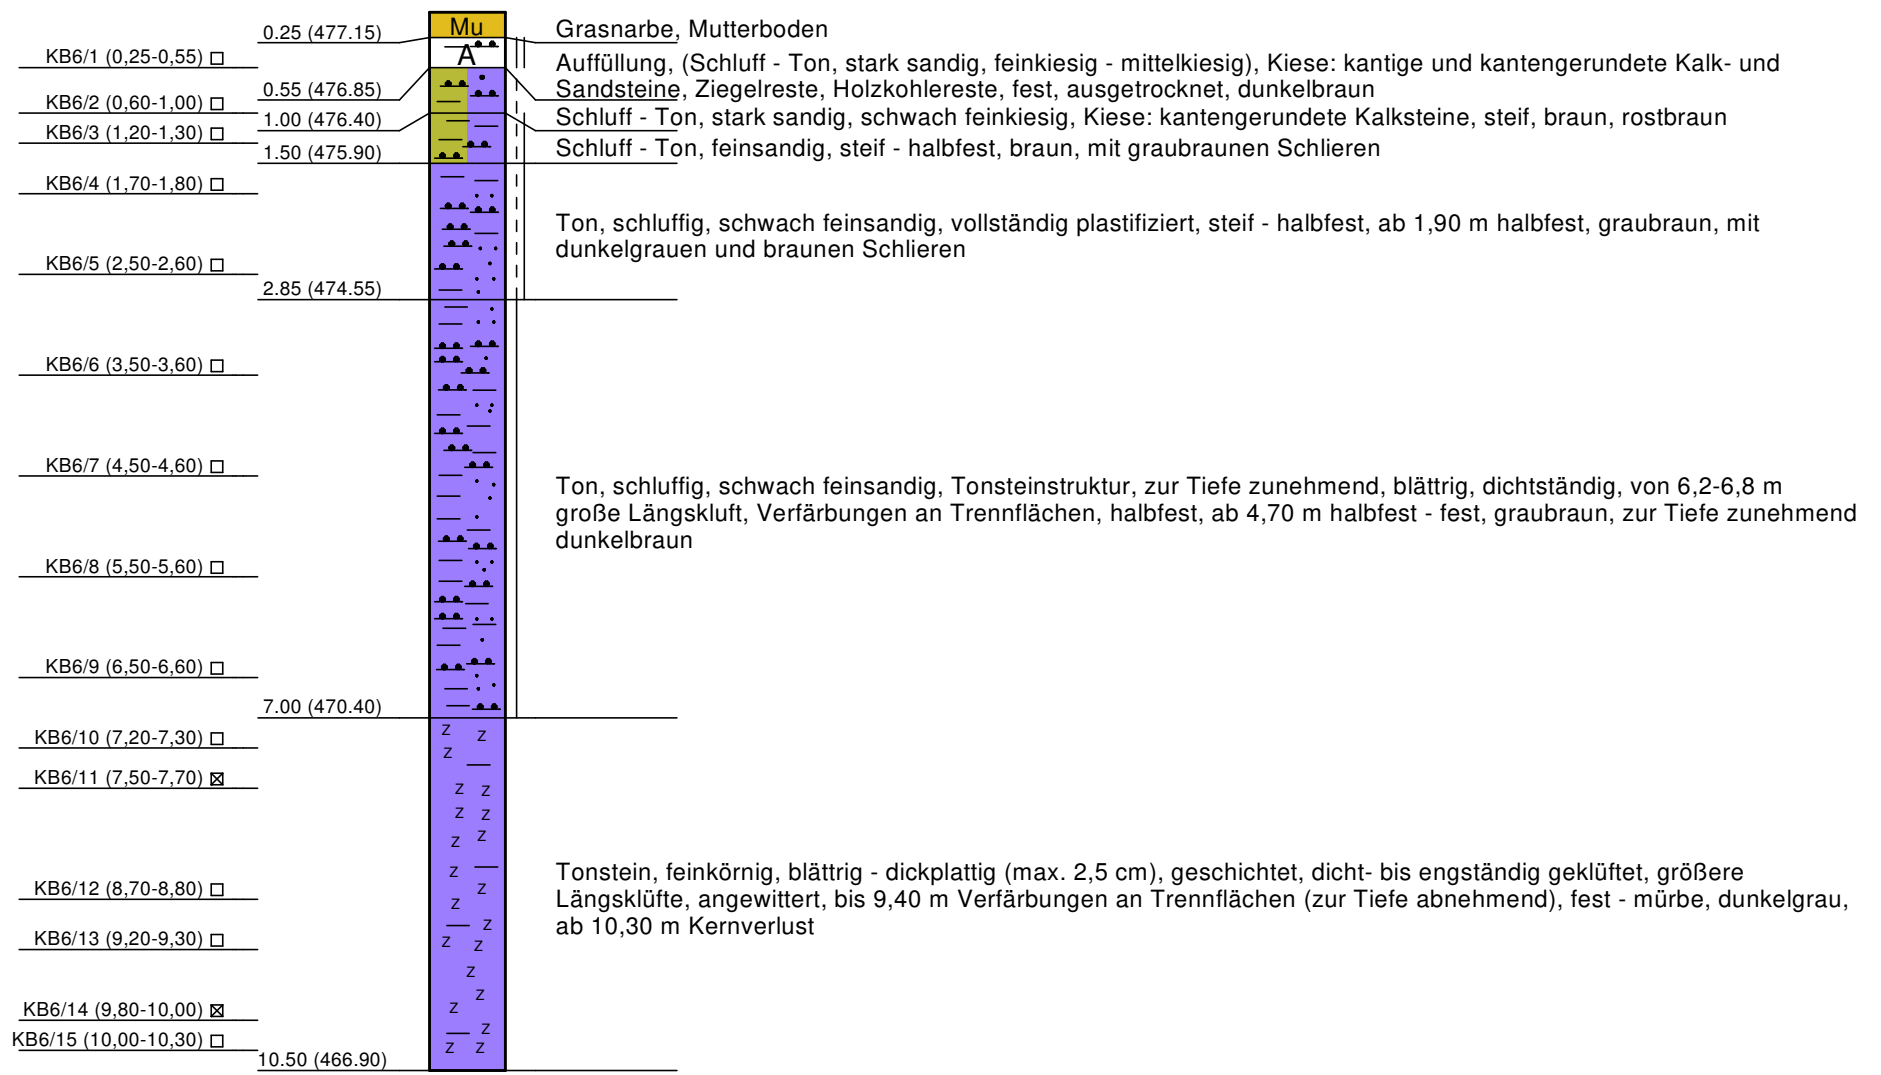 Mu
0.25 (477.15)
Grasnarbe, Mutterboden
KB6/1 (0,25-0,55)
A
Auffüllung, (Schluff - Ton, stark sandig, feinkiesig - mittelkiesig), Kiese: kantige und kantengerundete Kalk- und
Sandsteine, Ziegelreste, Holzkohlereste, fest, ausgetrocknet, dunkelbraun
0.55 (476.85)
KB6/2 (0,60-1,00)
1.00 (476.40)
Schluff - Ton, stark sandig, schwach feinkiesig, Kiese: kantengerundete Kalksteine, steif, braun, rostbraun
KB6/3 (1,20-1,30)
1.50 (475.90)
Schluff - Ton, feinsandig, steif - halbfest, braun, mit graubraunen Schlieren
KB6/4 (1,70-1,80)
Ton, schluffig, schwach feinsandig, vollständig plastifiziert, steif - halbfest, ab 1,90 m halbfest, graubraun, mit
dunkelgrauen und braunen Schlieren
KB6/5 (2,50-2,60)
2.85 (474.55)
KB6/6 (3,50-3,60)
KB6/7 (4,50-4,60)
Ton, schluffig, schwach feinsandig, Tonsteinstruktur, zur Tiefe zunehmend, blättrig, dichtständig, von 6,2-6,8 m
große Längskluft, Verfärbungen an Trennflächen, halbfest, ab 4,70 m halbfest - fest, graubraun, zur Tiefe zunehmend
dunkelbraun
KB6/8 (5,50-5,60)
KB6/9 (6,50-6,60)
7.00 (470.40)
KB6/10 (7,20-7,30)
KB6/11 (7,50-7,70)
Tonstein, feinkörnig, blättrig - dickplattig (max. 2,5 cm), geschichtet, dicht- bis engständig geklüftet, größere
Längsklüfte, angewittert, bis 9,40 m Verfärbungen an Trennflächen (zur Tiefe abnehmend), fest - mürbe, dunkelgrau,
ab 10,30 m Kernverlust
KB6/12 (8,70-8,80)
KB6/13 (9,20-9,30)
KB6/14 (9,80-10,00)
KB6/15 (10,00-10,30)
10.50 (466.90)